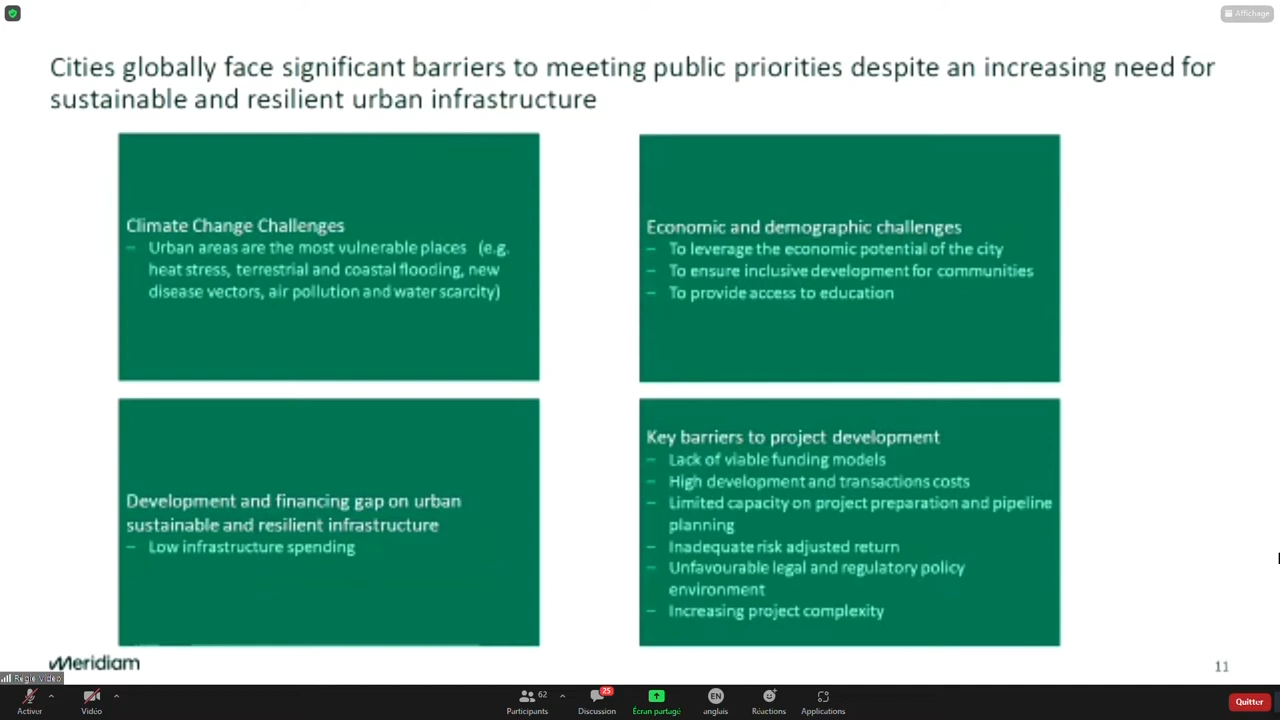 Affichage
Cities globally face significant barriers to meeting public priorities despite an increasing need for
sustainable and resilient urban infrastructure
Climate Change Challenges
– Urban areas are the most vulnerable places (e.g.
heat stress, terrestrial and coastal flooding, new
disease vectors, air pollution and water scarcity)
Economic and demographic challenges
– To leverage the economic potential of the city
– To ensure inclusive development for communities
– To provide access to education
Development and financing gap on urban
sustainable and resilient infrastructure
– Low infrastructure spending
Key barriers to project development
– Lack of viable funding models
– High development and transactions costs
– Limited capacity on project preparation and pipeline
planning
– Inadequate risk adjusted return
– Unfavourable legal and regulatory policy
environment
– Increasing project complexity
Meridiam
11
Régie Vidéo
62
25
EN
Activer
Vidéo
Participants
Discussion
Écran partagé
anglais
Réactions
Applications
Quitter